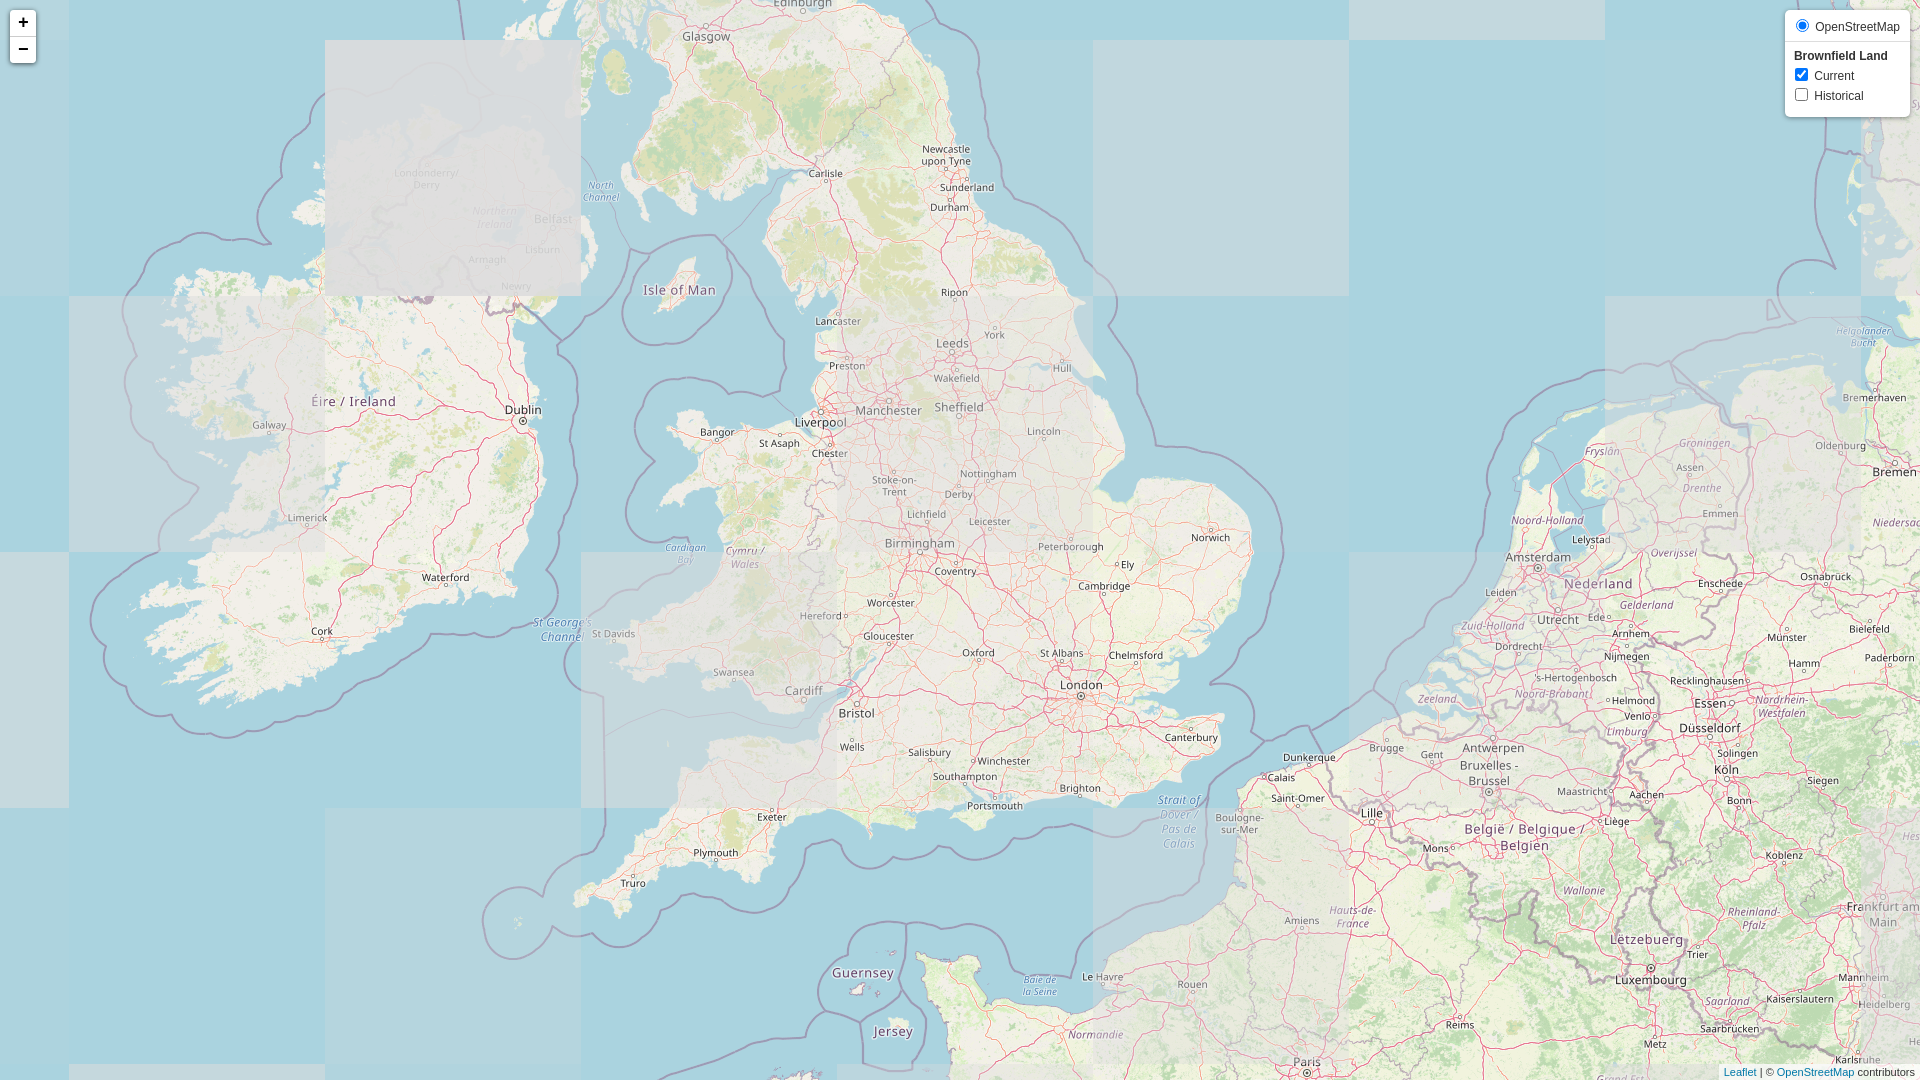 +
−
OpenStreetMap
Brownfield Land
Current
Historical
Edinburgh
Glasgow
Londonderry/
Derry
North
Channel
Northern
Ireland
Belfast
Lisburn
Armagh
Newry
Carlisle
Newcastle
upon Tyne
Sunderland
Durham
Isle of Man
Ripon
Lancaster
York
Leeds
Preston
Hull
Wakefield
Helgoländer
Bucht
Bremerhaven
Éire / Ireland
Dublin
Galway
Manchester
Sheffield
Liverpool
Bangor
St Asaph
Chester
Lincoln
Groningen
Oldenburg
Fryslân
Assen
Bremen
Stoke-on-
Trent
Nottingham
Derby
Drenthe
Limerick
Lichfield
Leicester
Emmen
Noord-Holland
Niedersac
Norwich
Lelystad
Birmingham
Peterborough
Cardigan
Bay
Cymru /
Wales
Amsterdam
Overijssel
Waterford
Coventry
Ely
Cambridge
Nederland
Enschede
Osnabrück
Leiden
Worcester
Hereford
Gelderland
Utrecht
Ede
Zuid-Holland
Arnhem
Bielefeld
Münster
St George's
Channel
Cork
St Davids
Gloucester
Oxford
St Albans
Chelmsford
Dordrecht
Nijmegen
Paderborn
Hamm
Swansea
Cardiff
London
's-Hertogenbosch
Recklinghausen
Noord-Brabant
Zeeland
Helmond
Essen
Nordrhein-
Westfalen
Bristol
Venlo
Düsseldorf
Limburg
Canterbury
Wells
Salisbury
Winchester
Brugge
Gent
Antwerpen
Solingen
Dunkerque
Bruxelles -
Brussel
Köln
Southampton
Calais
Siegen
Brighton
Saint-Omer
Maastricht
Aachen
Bonn
Portsmouth
Strait of
Dover /
Pas de
Calais
Exeter
Boulogne-
sur-Mer
Lille
Liège
België / Belgique /
Belgien
Mons
Koblenz
Plymouth
Truro
Wallonie
Hauts-de-
France
Rheinland-
Pfalz
Amiens
Frankfurt am
Main
Lëtzebuerg
Trier
Guernsey
Baie de
la Seine
Le Havre
Rouen
Luxembourg
Mannheim
Saarland
Kaiserslautern
Heidelberg
Jersey
Normandie
Reims
Saarbrücken
Metz
Paris
Karlsruhe
Leaflet | © OpenStreetMap contributors